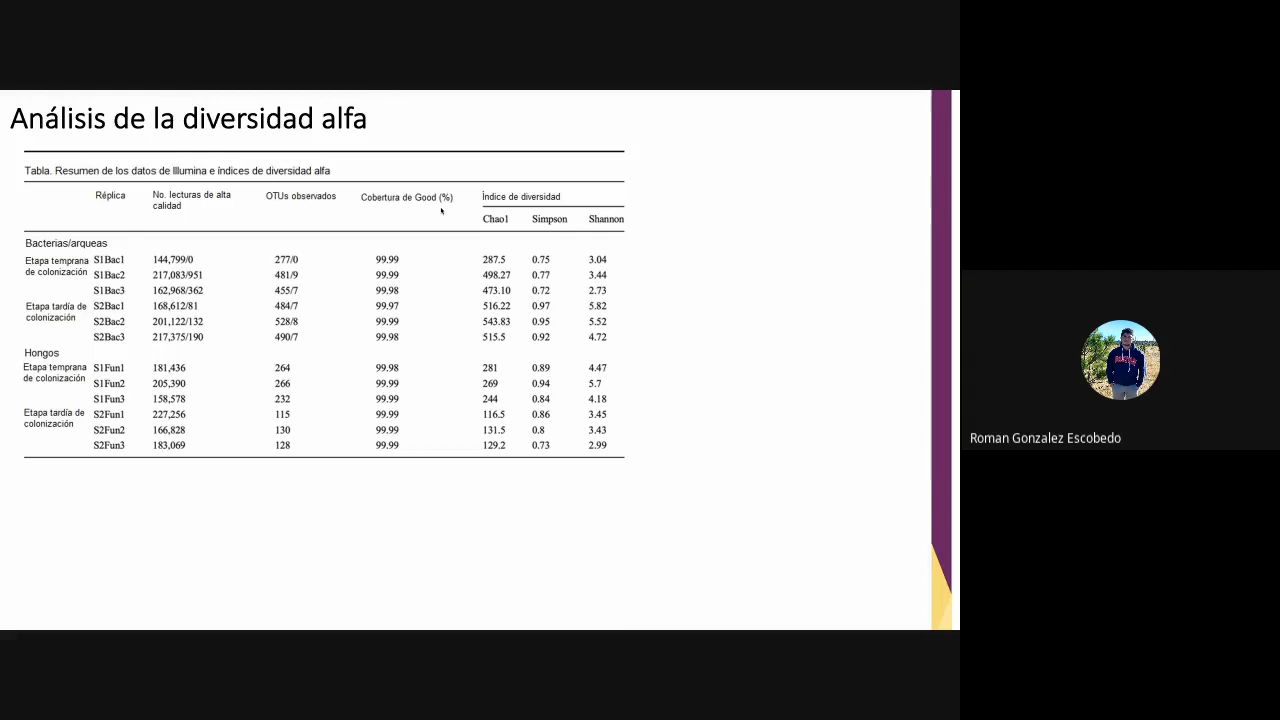 Análisis de la diversidad alfa
Tabla. Resumen de los datos de Illumina e índices de diversidad alfa
Réplica No. lecturas de alta calidad OTUs observados Cobertura de Good (%) Índice de diversidad
Chao1 Simpson Shannon
Bacterias/arqueas
Etapa temprana de colonización
S1Bac1 144,799/0 277/0 99.99 287.5 0.75 3.04
S1Bac2 217,083/951 481/9 99.99 498.27 0.77 3.44
S1Bac3 162,968/362 455/7 99.98 473.10 0.72 2.73
Etapa tardía de colonización
S2Bac1 168,612/81 484/7 99.97 516.22 0.97 5.82
S2Bac2 201,122/132 528/8 99.99 543.83 0.95 5.52
S2Bac3 217,375/190 490/7 99.98 515.5 0.92 4.72
Hongos
Etapa temprana de colonización
S1Fun1 181,436 264 99.98 281 0.89 4.47
S1Fun2 205,390 266 99.99 269 0.94 5.7
S1Fun3 158,578 232 99.99 244 0.84 4.18
Etapa tardía de colonización
S2Fun1 227,256 115 99.99 116.5 0.86 3.45
S2Fun2 166,828 130 99.99 131.5 0.8 3.43
S2Fun3 183,069 128 99.99 129.2 0.73 2.99
Roman Gonzalez Escobedo